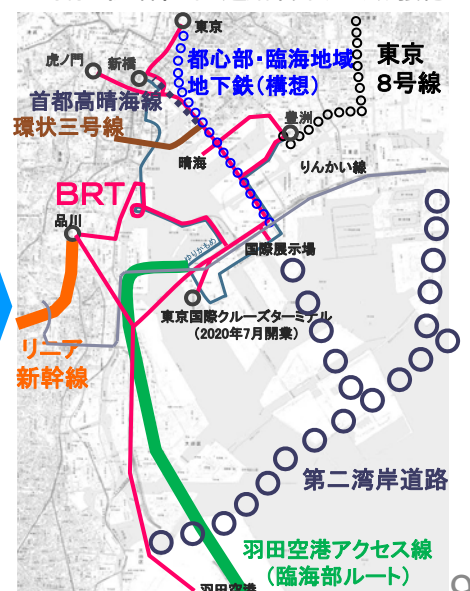 東京
虎ノ門
新橋
都心部・臨海地域
地下鉄(構想)
東京
8号線
首都高晴海線
環状三号線
豊洲
晴海
りんかい線
BRT
品川
ゆりかもめ
国際展示場
東京国際クルーズターミナル
(2020年7月開業)
リニア
新幹線
第二湾岸道路
羽田空港アクセス線
(臨海部ルート)
羽田空港